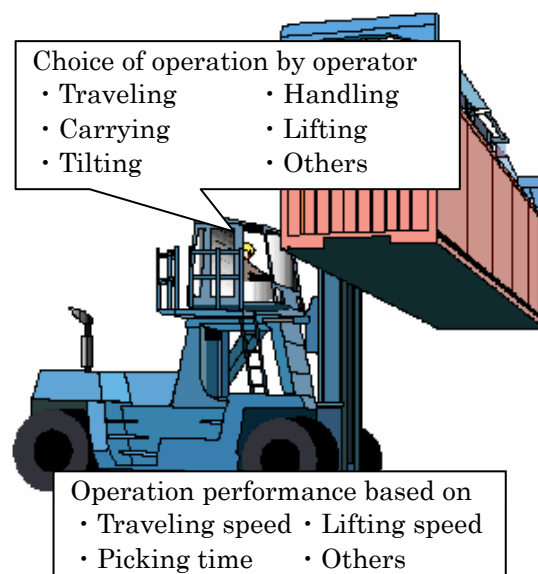 Choice of operation by operator
・Traveling ・Handling
・Carrying ・Lifting
・Tilting ・Others
Operation performance based on
・Traveling speed ・Lifting speed
・Picking time ・Others